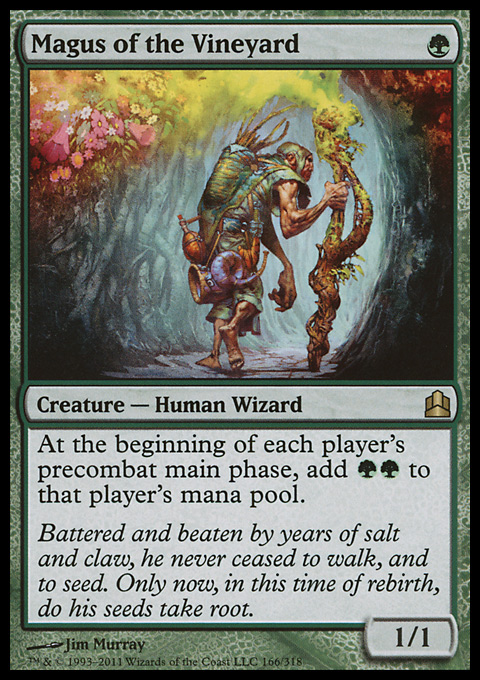 Magus of the Vineyard
Creature — Human Wizard
At the beginning of each player's
precombat main phase, add to
that player's mana pool.
Battered and beaten by years of salt
and claw, he never ceased to walk, and
to seed. Only now, in this time of rebirth,
do his seeds take root.
Jim Murray
1/1
™ & © 1993–2011 Wizards of the Coast LLC 166/318